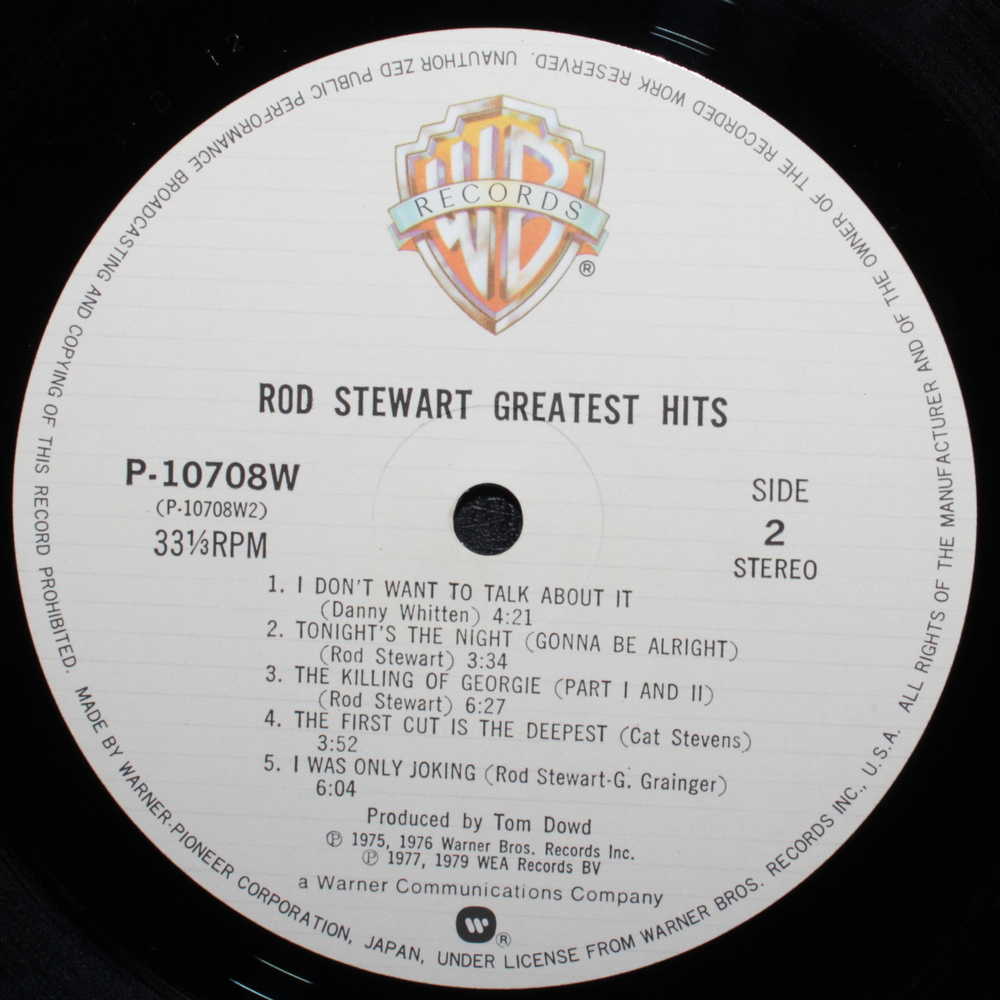 WB
RECORDS
®
ROD STEWART GREATEST HITS
P-10708W
(P-10708W2)
33⅓RPM
SIDE
2
STEREO
1. I DON'T WANT TO TALK ABOUT IT
(Danny Whitten) 4:21
2. TONIGHT'S THE NIGHT (GONNA BE ALRIGHT)
(Rod Stewart) 3:34
3. THE KILLING OF GEORGIE (PART I AND II)
(Rod Stewart) 6:27
4. THE FIRST CUT IS THE DEEPEST (Cat Stevens)
3:52
5. I WAS ONLY JOKING (Rod Stewart-G. Grainger)
6:04
Produced by Tom Dowd
℗ 1975, 1976 Warner Bros. Records Inc.
℗ 1977, 1979 WEA Records BV
a Warner Communications Company
®
MADE BY WARNER-PIONEER CORPORATION, JAPAN, UNDER LICENSE FROM WARNER BROS. RECORDS INC., U.S.A. ALL RIGHTS OF THE MANUFACTURER AND OF THE OWNER OF THE RECORDED WORK RESERVED. UNAUTHOR ZED PUBLIC PERFORMANCE BROADCASTING AND COPYING OF THIS RECORD PROHIBITED.
12